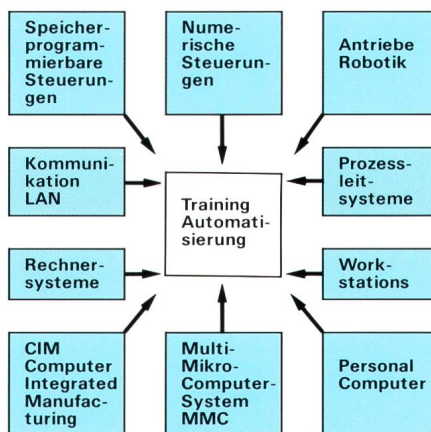 Speicher-
program-
mierbare
Steuerun-
gen
Nume-
rische
Steuerun-
gen
Antriebe
Robotik
Kommuni-
kation
LAN
Training
Automati-
sierung
Prozess-
leit-
systeme
Rechner-
systeme
Work-
stations
CIM
Computer
Integrated
Manufac-
turing
Multi-
Mikro-
Computer-
System
MMC
Personal
Computer